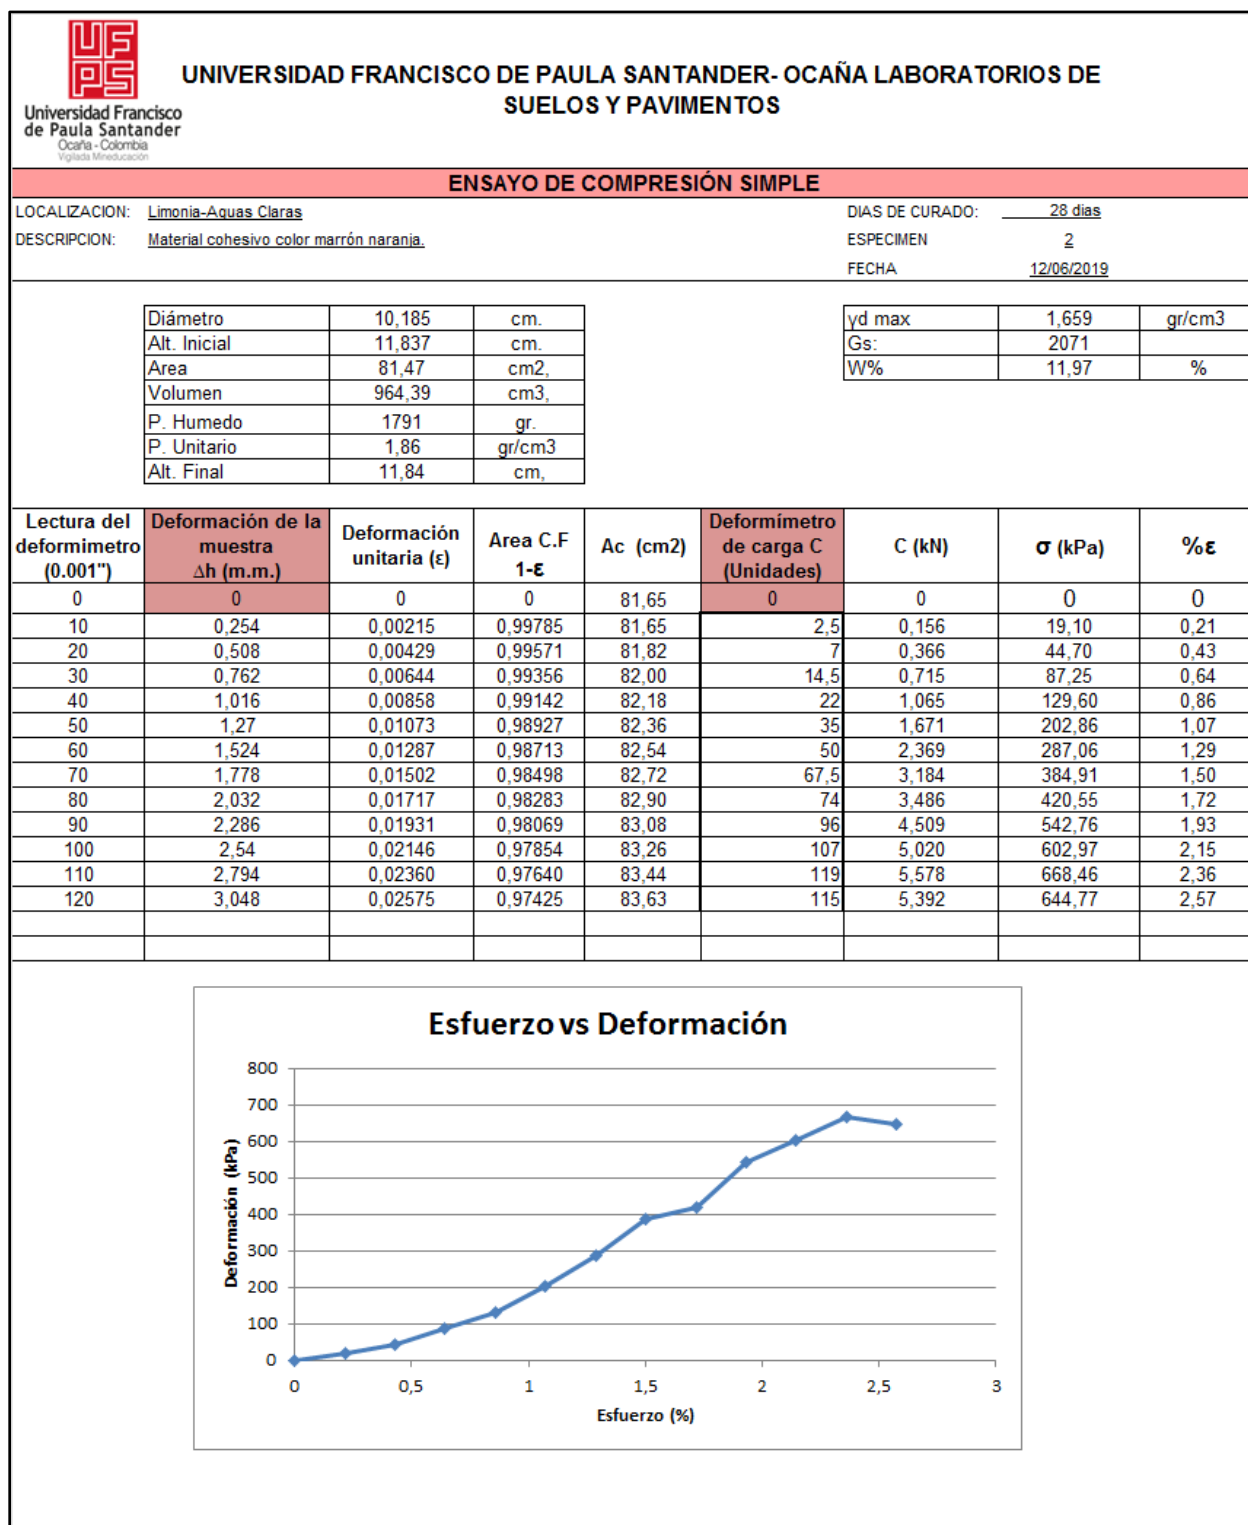 UFPS
Universidad Francisco
de Paula Santander
Ocaña - Colombia
Vigilada Mineducación
UNIVERSIDAD FRANCISCO DE PAULA SANTANDER- OCAÑA LABORATORIOS DE
SUELOS Y PAVIMENTOS
ENSAYO DE COMPRESIÓN SIMPLE
LOCALIZACION: Limonia-Aguas Claras DIAS DE CURADO: 28 dias
DESCRIPCION: Material cohesivo color marrón naranja. ESPECIMEN 2
FECHA 12/06/2019
Diámetro 10,185 cm. γd max 1,659 gr/cm3
Alt. Inicial 11,837 cm. Gs: 2071
Area 81,47 cm2, W% 11,97 %
Volumen 964,39 cm3,
P. Humedo 1791 gr.
P. Unitario 1,86 gr/cm3
Alt. Final 11,84 cm,
Lectura del deformimetro (0.001") Deformación de la muestra Δh (m.m.) Deformación unitaria (ε) Area C.F 1-ε Ac (cm2) Deformímetro de carga C (Unidades) C (kN) σ (kPa) %ε
0 0 0 0 81,65 0 0 0 0
10 0,254 0,00215 0,99785 81,65 2,5 0,156 19,10 0,21
20 0,508 0,00429 0,99571 81,82 7 0,366 44,70 0,43
30 0,762 0,00644 0,99356 82,00 14,5 0,715 87,25 0,64
40 1,016 0,00858 0,99142 82,18 22 1,065 129,60 0,86
50 1,27 0,01073 0,98927 82,36 35 1,671 202,86 1,07
60 1,524 0,01287 0,98713 82,54 50 2,369 287,06 1,29
70 1,778 0,01502 0,98498 82,72 67,5 3,184 384,91 1,50
80 2,032 0,01717 0,98283 82,90 74 3,486 420,55 1,72
90 2,286 0,01931 0,98069 83,08 96 4,509 542,76 1,93
100 2,54 0,02146 0,97854 83,26 107 5,020 602,97 2,15
110 2,794 0,02360 0,97640 83,44 119 5,578 668,46 2,36
120 3,048 0,02575 0,97425 83,63 115 5,392 644,77 2,57
Esfuerzo vs Deformación
Deformación (kPa)
800
700
600
500
400
300
200
100
0
0 0,5 1 1,5 2 2,5 3
Esfuerzo (%)